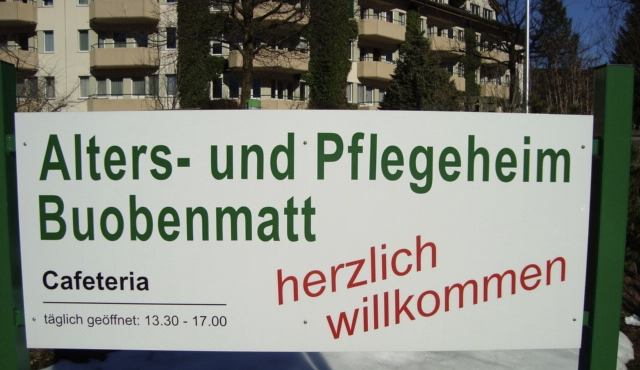 Alters- und Pflegeheim
Buobenmatt
herzlich
willkommen
Cafeteria
täglich geöffnet: 13.30 - 17.00